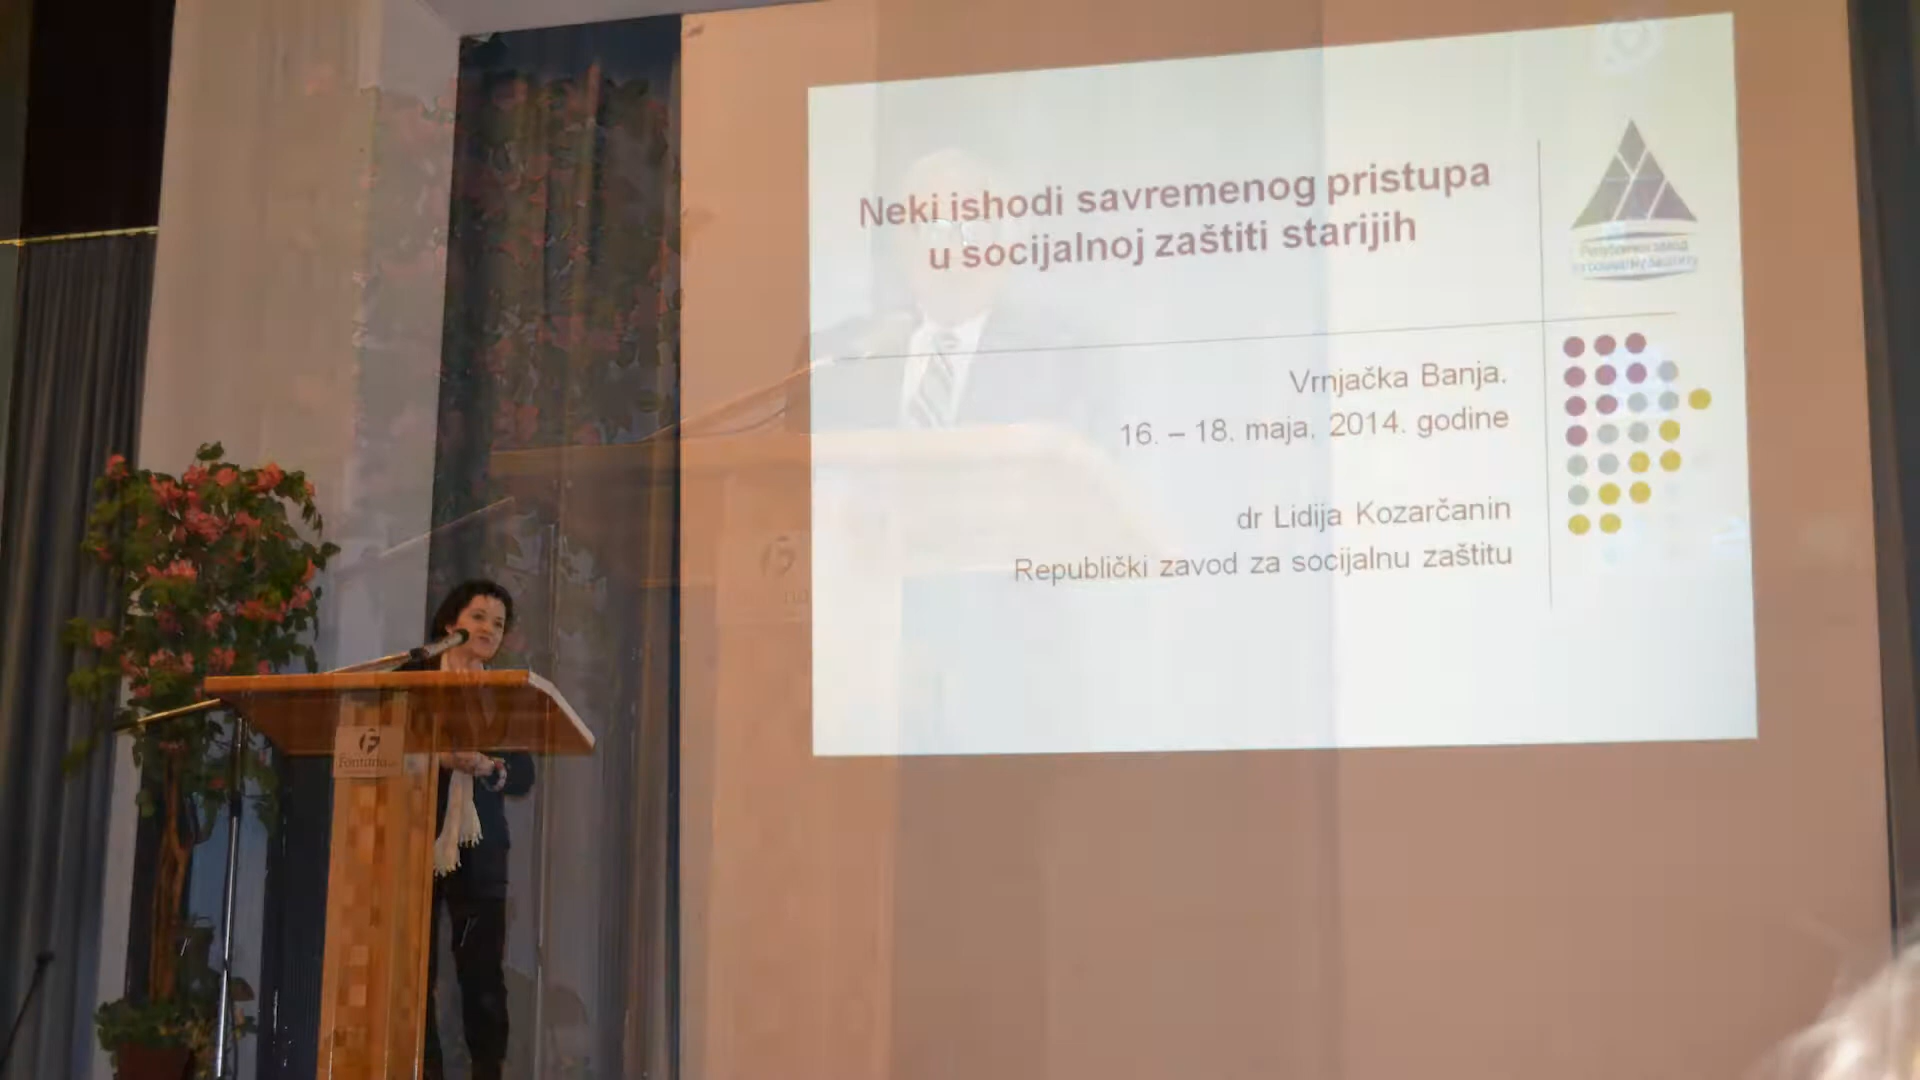 Neki ishodi savremenog pristupa
u socijalnoj zaštiti starijih
Vrnjačka Banja,
16. – 18. maja, 2014. godine
dr Lidija Kozarčanin
Republički zavod za socijalnu zaštitu
Fontana